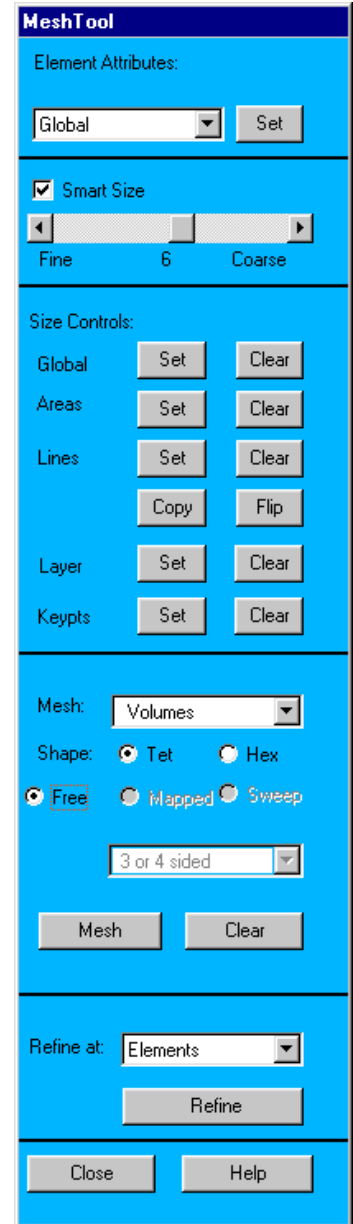 MeshTool
Element Attributes:
Global Set
Smart Size
Fine 6 Coarse
Size Controls:
Global Set Clear
Areas Set Clear
Lines Set Clear
Copy Flip
Layer Set Clear
Keypts Set Clear
Mesh: Volumes
Shape: Tet Hex
Free Mapped Sweep
3 or 4 sided
Mesh Clear
Refine at: Elements
Refine
Close Help